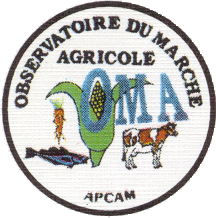 OBSERVATOIRE DU MARCHE
AGRICOLE
OMA
APCAM